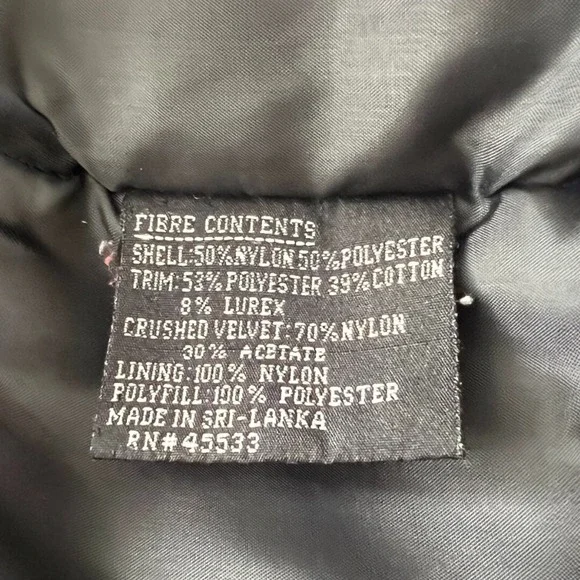 FIBRE CONTENTS
SHELL:50%NYLON 50%POLYESTER
TRIM:53%POLYESTER 39%COTTON
8% LUREX
CRUSHED VELVET:70%NYLON
30% ACETATE
LINING:100% NYLON
POLYFILL:100% POLYESTER
MADE IN SRI-LANKA
RN#45533